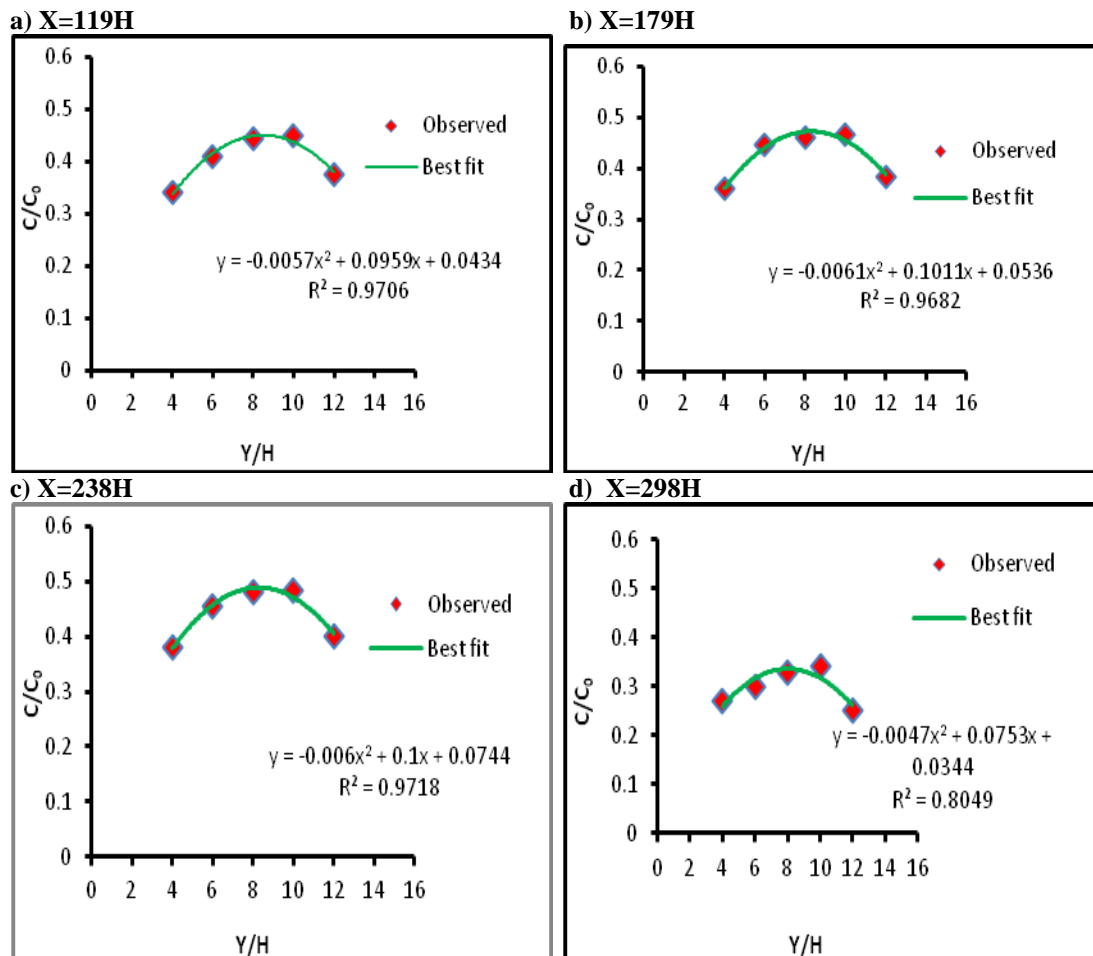 a) X=119H
0.6
0.5
0.4
0.3
0.2
0.1
0
C/C₀
Observed
Best fit
y = -0.0057x² + 0.0959x + 0.0434
R² = 0.9706
0 2 4 6 8 10 12 14 16
Y/H
b) X=179H
0.6
0.5
0.4
0.3
0.2
0.1
0
C/C₀
Observed
Best fit
y = -0.0061x² + 0.1011x + 0.0536
R² = 0.9682
0 2 4 6 8 10 12 14 16
Y/H
c) X=238H
0.6
0.5
0.4
0.3
0.2
0.1
0
C/C₀
Observed
Best fit
y = -0.006x² + 0.1x + 0.0744
R² = 0.9718
0 2 4 6 8 10 12 14 16
Y/H
d) X=298H
0.6
0.5
0.4
0.3
0.2
0.1
0
C/C₀
Observed
Best fit
y = -0.0047x² + 0.0753x +
0.0344
R² = 0.8049
0 2 4 6 8 10 12 14 16
Y/H